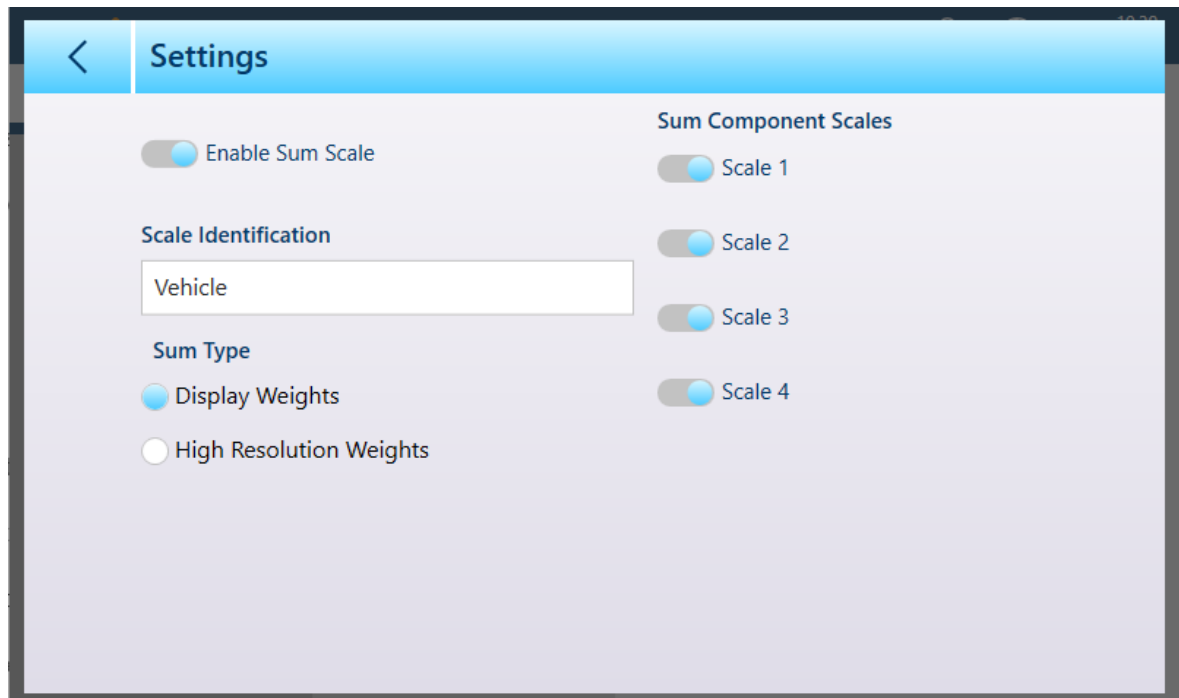 Settings
Enable Sum Scale
Scale Identification
Vehicle
Sum Type
Display Weights
High Resolution Weights
Sum Component Scales
Scale 1
Scale 2
Scale 3
Scale 4